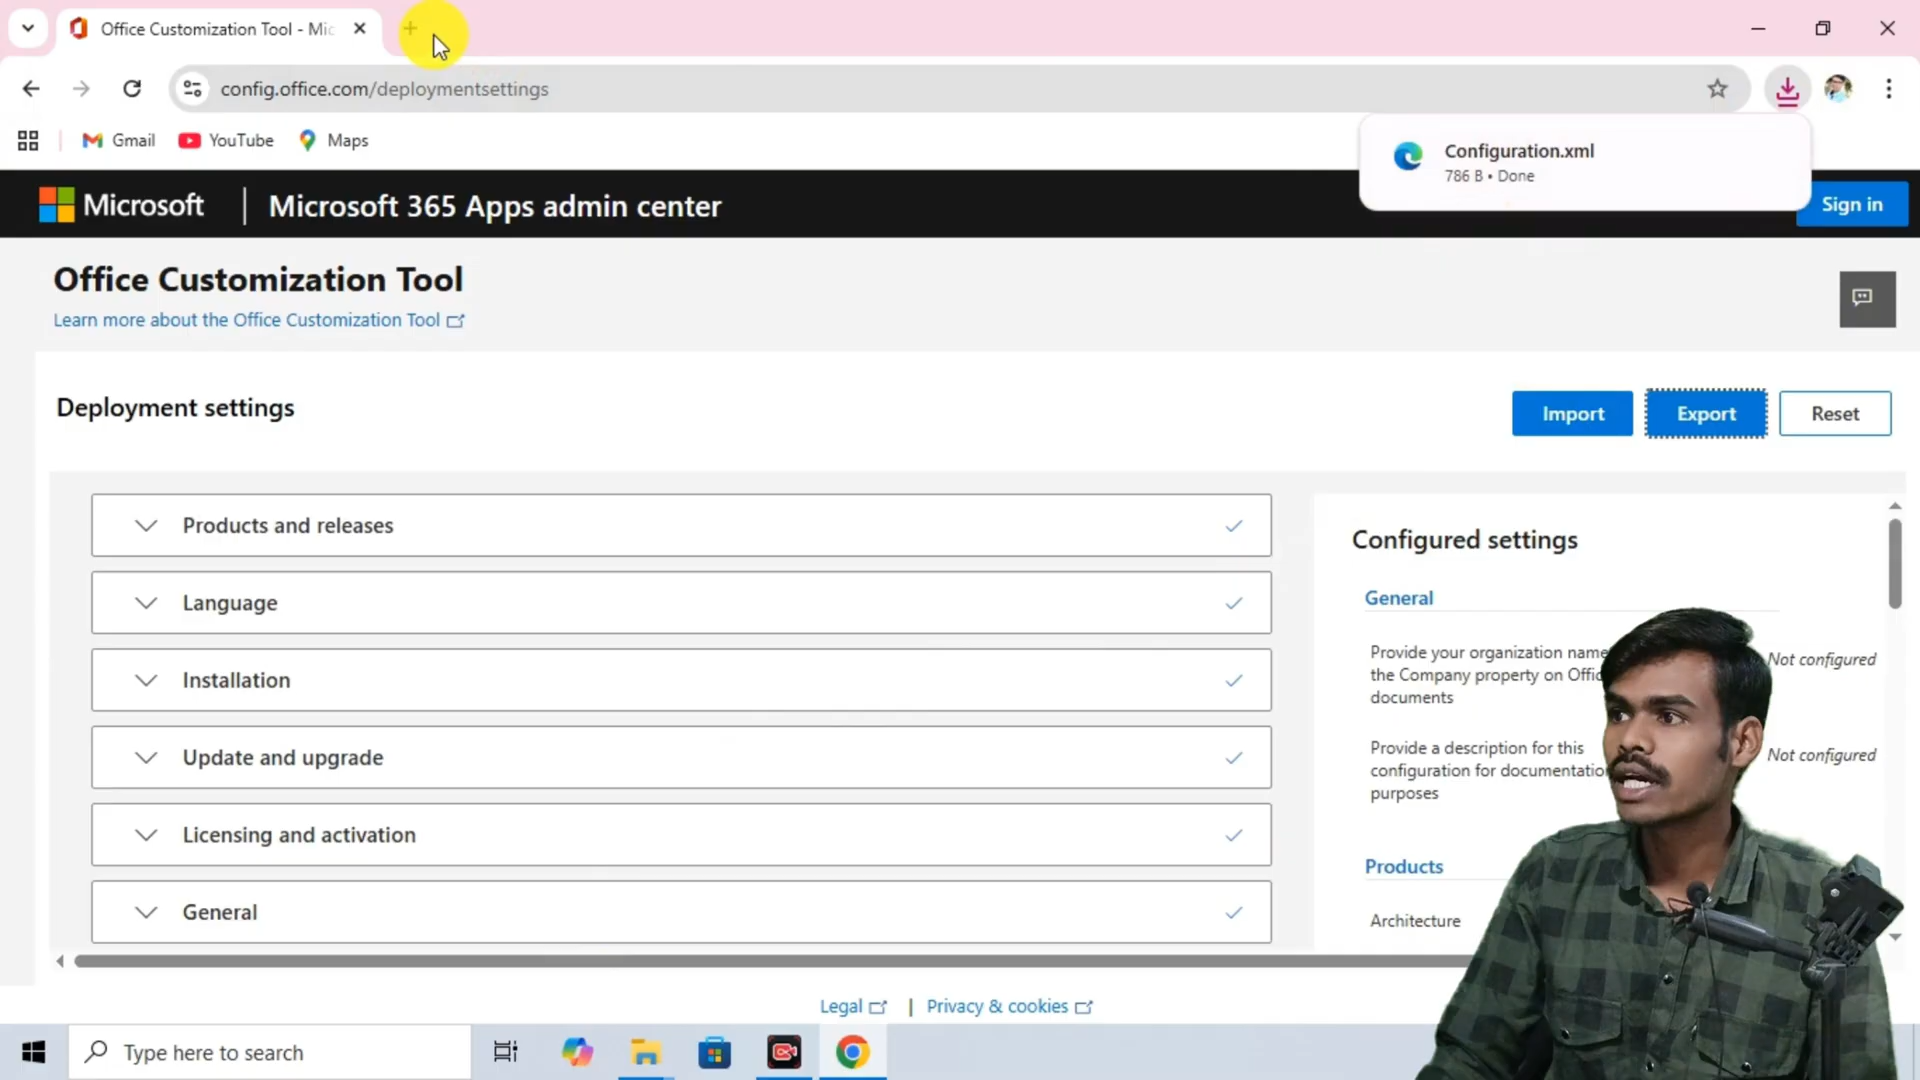 Office Customization Tool - Mic
config.office.com/deploymentsettings
Gmail
YouTube
Maps
Configuration.xml
786 B • Done
Microsoft
Microsoft 365 Apps admin center
Sign in
Office Customization Tool
Learn more about the Office Customization Tool
Deployment settings
Import
Export
Reset
Products and releases
Language
Installation
Update and upgrade
Licensing and activation
General
Configured settings
General
Provide your organization name
the Company property on Offic
documents
Not configured
Provide a description for this
configuration for documentation
purposes
Not configured
Products
Architecture
Legal | Privacy & cookies
Type here to search